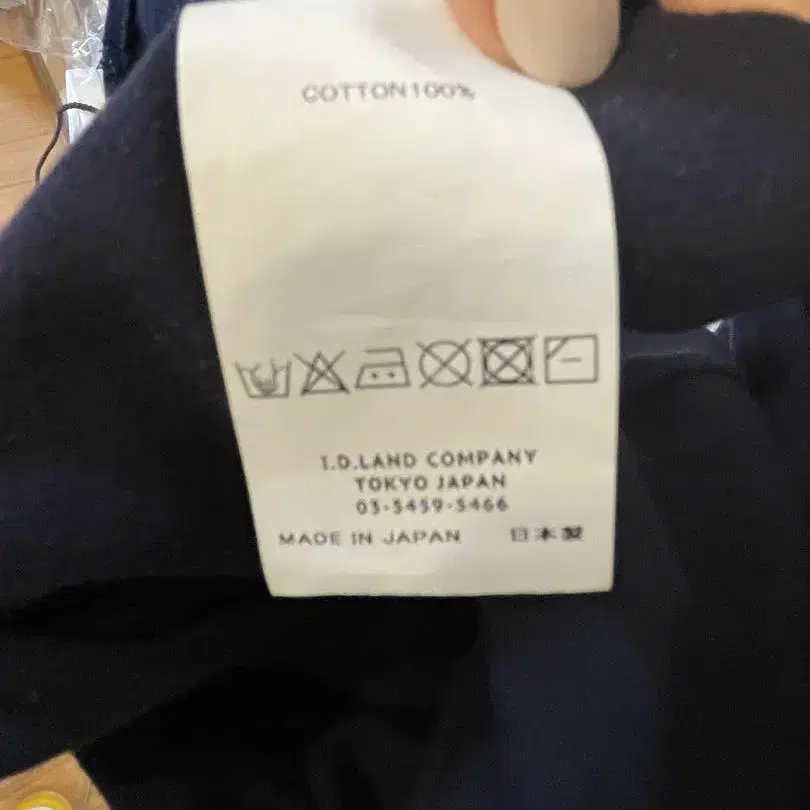 COTTON100%
I.D.LAND COMPANY
TOKYO JAPAN
03-5459-5466
MADE IN JAPAN 日本製